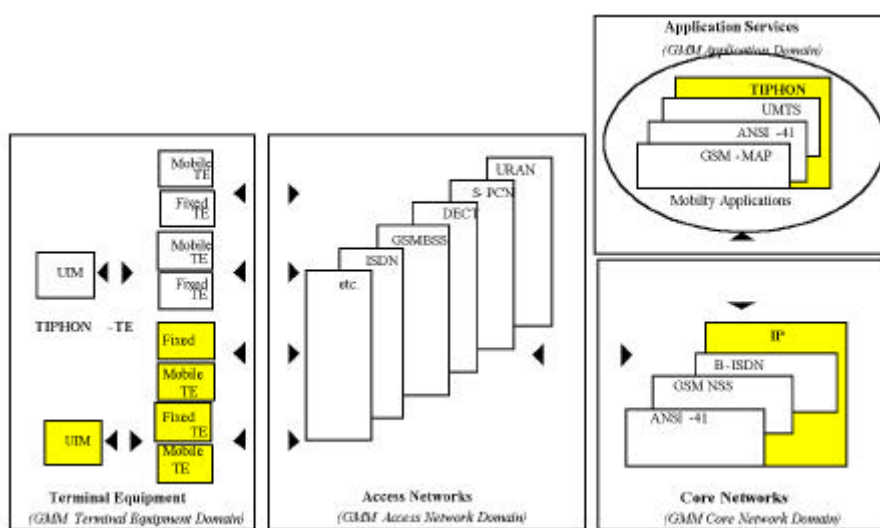 Application Services
(GMM Application Domain)
TIPHON
UMTS
ANSI -41
GSM - MAP
Mobilty Applications
Mobile
TE
Fixed
TE
Mobile
TE
Fixed
TE
UIM
TIPHON -TE
Fixed
Mobile
TE
Fixed
TE
Mobile
TE
UIM
Terminal Equipment
(GMM Terminal Equipment Domain)
URAN
S- PCN
DECT
GSMBSS
ISDN
etc.
Access Networks
(GMM Access Network Domain)
IP
B -ISDN
GSM NSS
ANSI -41
Core Networks
(GMM Core Network Domain)